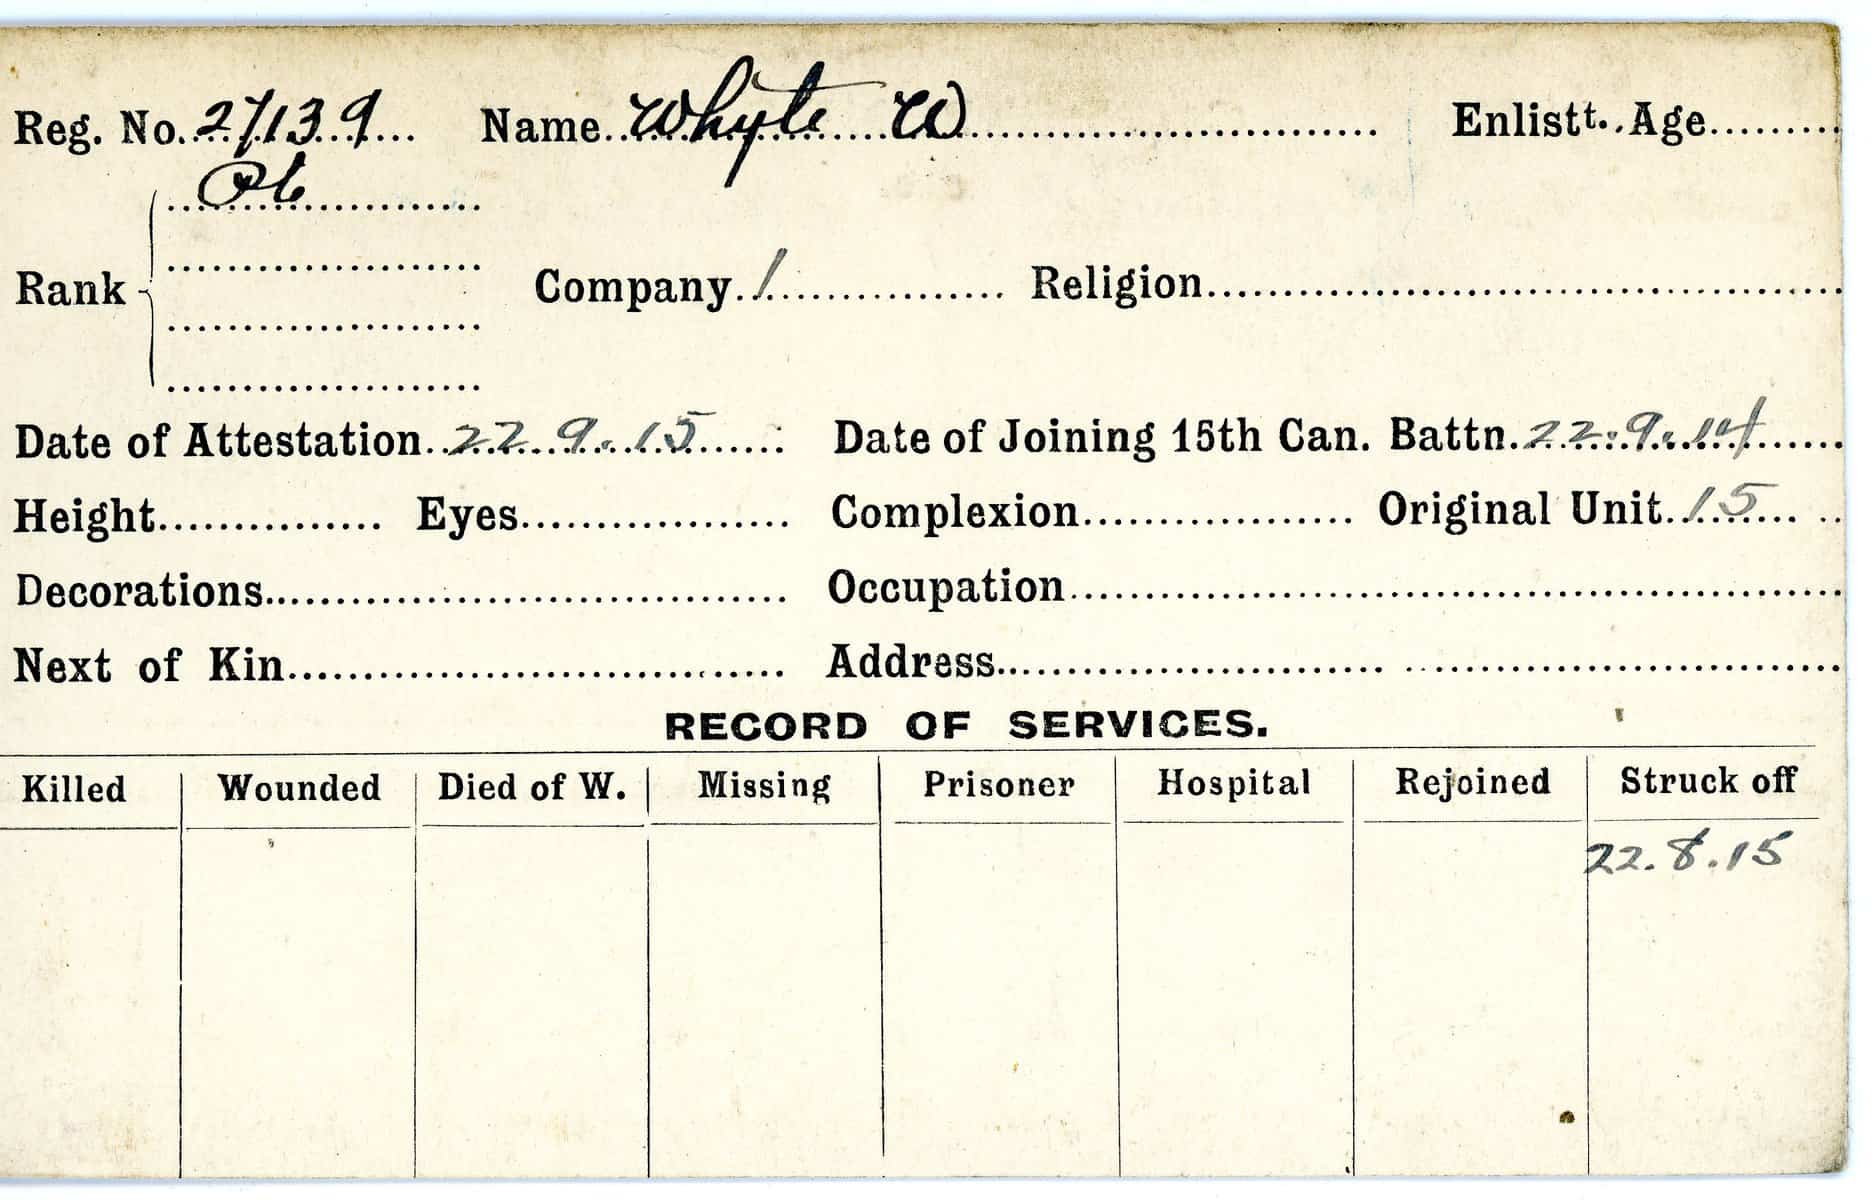 Reg. No. 27139 Name Whyte W Enlistt. Age
Pte
Rank Company 1 Religion
Date of Attestation 22.9.15 Date of Joining 15th Can. Battn. 22.9.14
Height Eyes Complexion Original Unit 15
Decorations Occupation
Next of Kin Address
RECORD OF SERVICES.
Killed Wounded Died of W. Missing Prisoner Hospital Rejoined Struck off
22.8.15